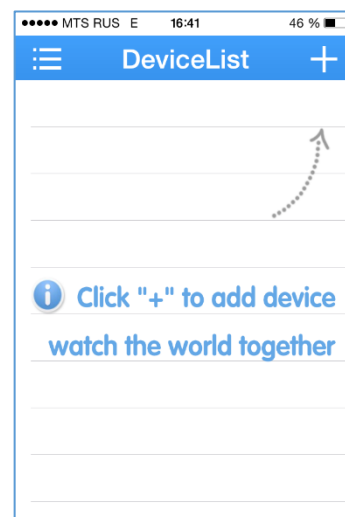 MTS RUS E 16:41 46 %
DeviceList
Click "+" to add device
watch the world together